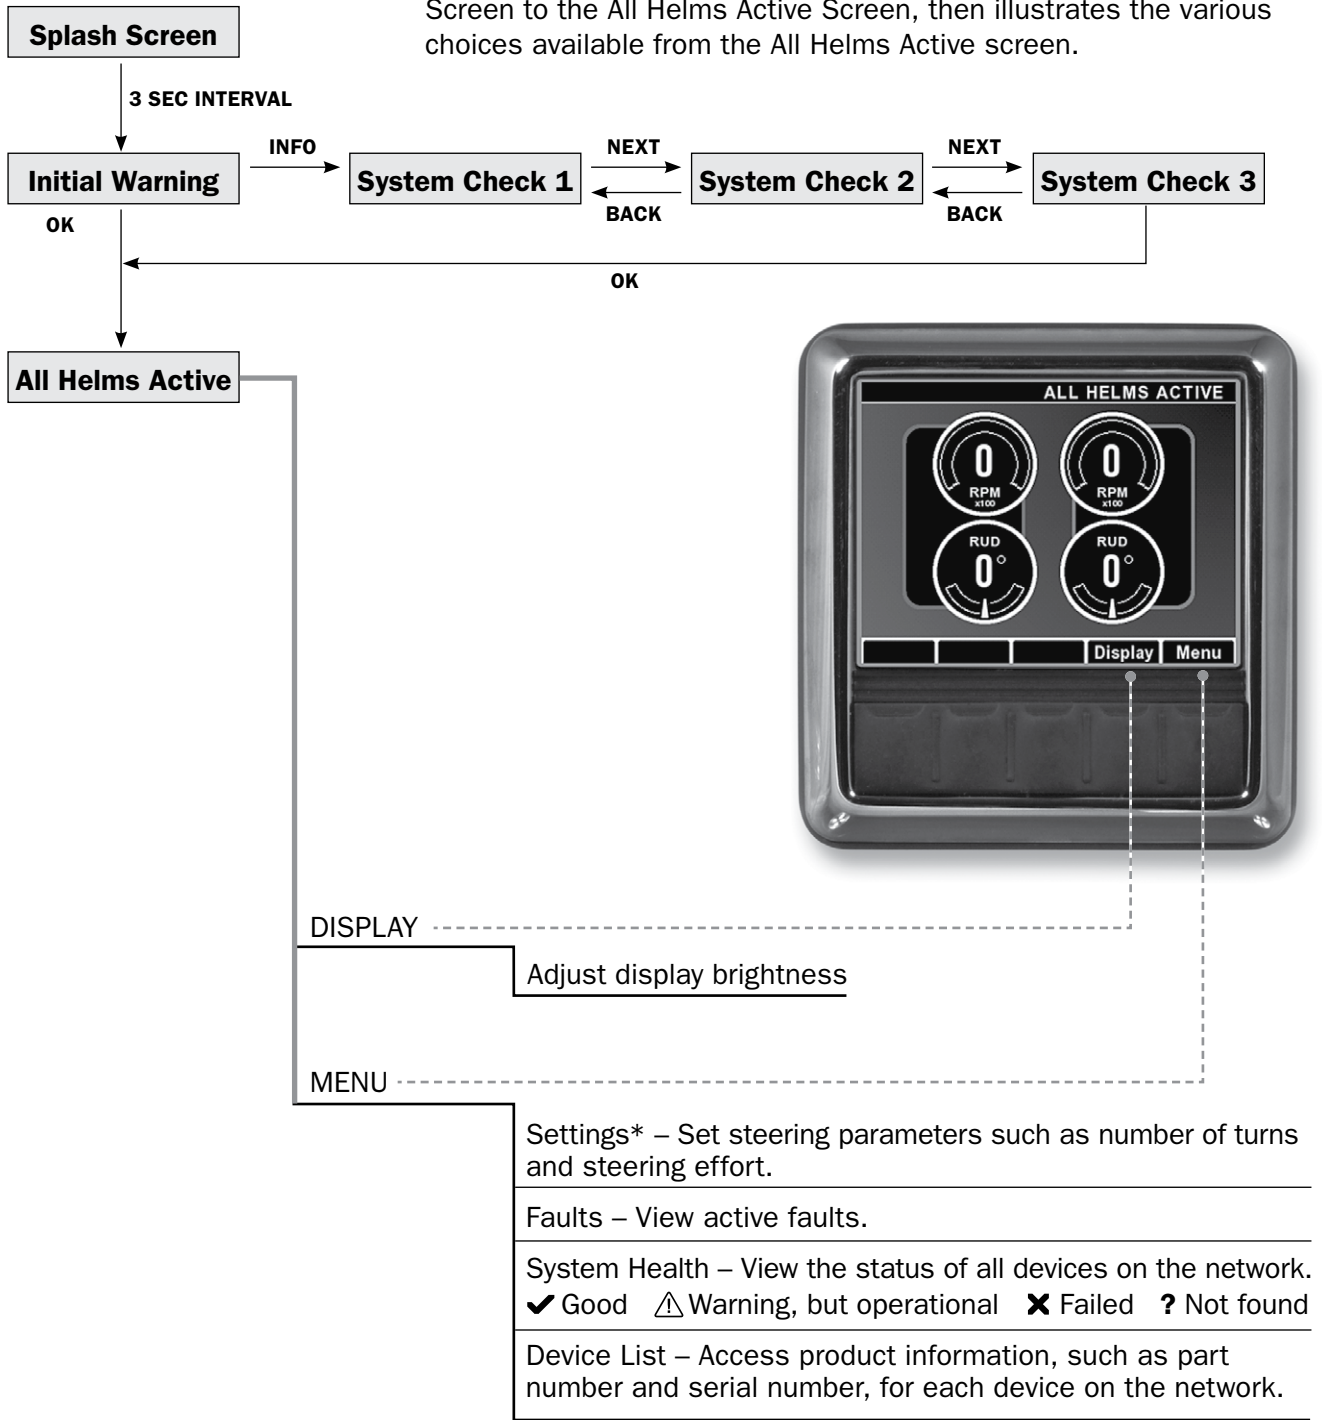 Screen to the All Helms Active Screen, then illustrates the various
choices available from the All Helms Active screen.
Splash Screen
3 SEC INTERVAL
Initial Warning
INFO
System Check 1
NEXT
BACK
System Check 2
NEXT
BACK
System Check 3
OK
OK
All Helms Active
ALL HELMS ACTIVE
0
RPM
x100
0
RPM
x100
RUD
0°
RUD
0°
Display
Menu
DISPLAY
Adjust display brightness
MENU
Settings* – Set steering parameters such as number of turns
and steering effort.
Faults – View active faults.
System Health – View the status of all devices on the network.
✔ Good ⚠ Warning, but operational ✖ Failed ? Not found
Device List – Access product information, such as part
number and serial number, for each device on the network.